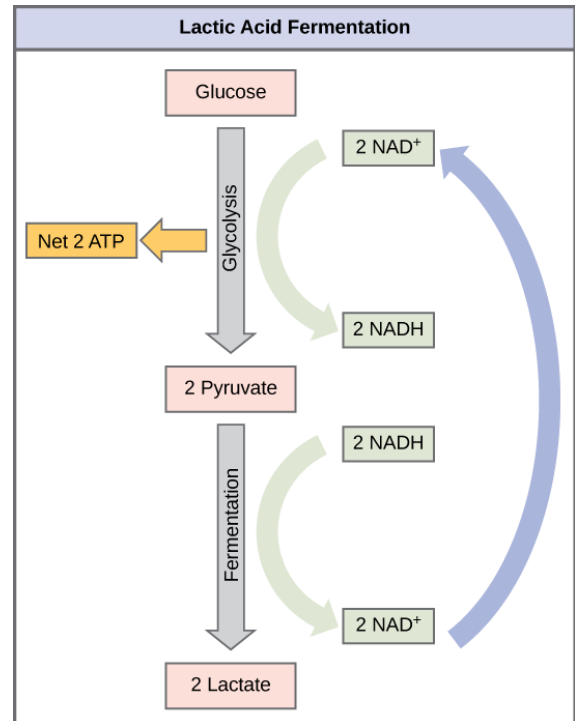 Lactic Acid Fermentation
Glucose
2 NAD⁺
Glycolysis
Net 2 ATP
2 NADH
2 Pyruvate
2 NADH
Fermentation
2 NAD⁺
2 Lactate